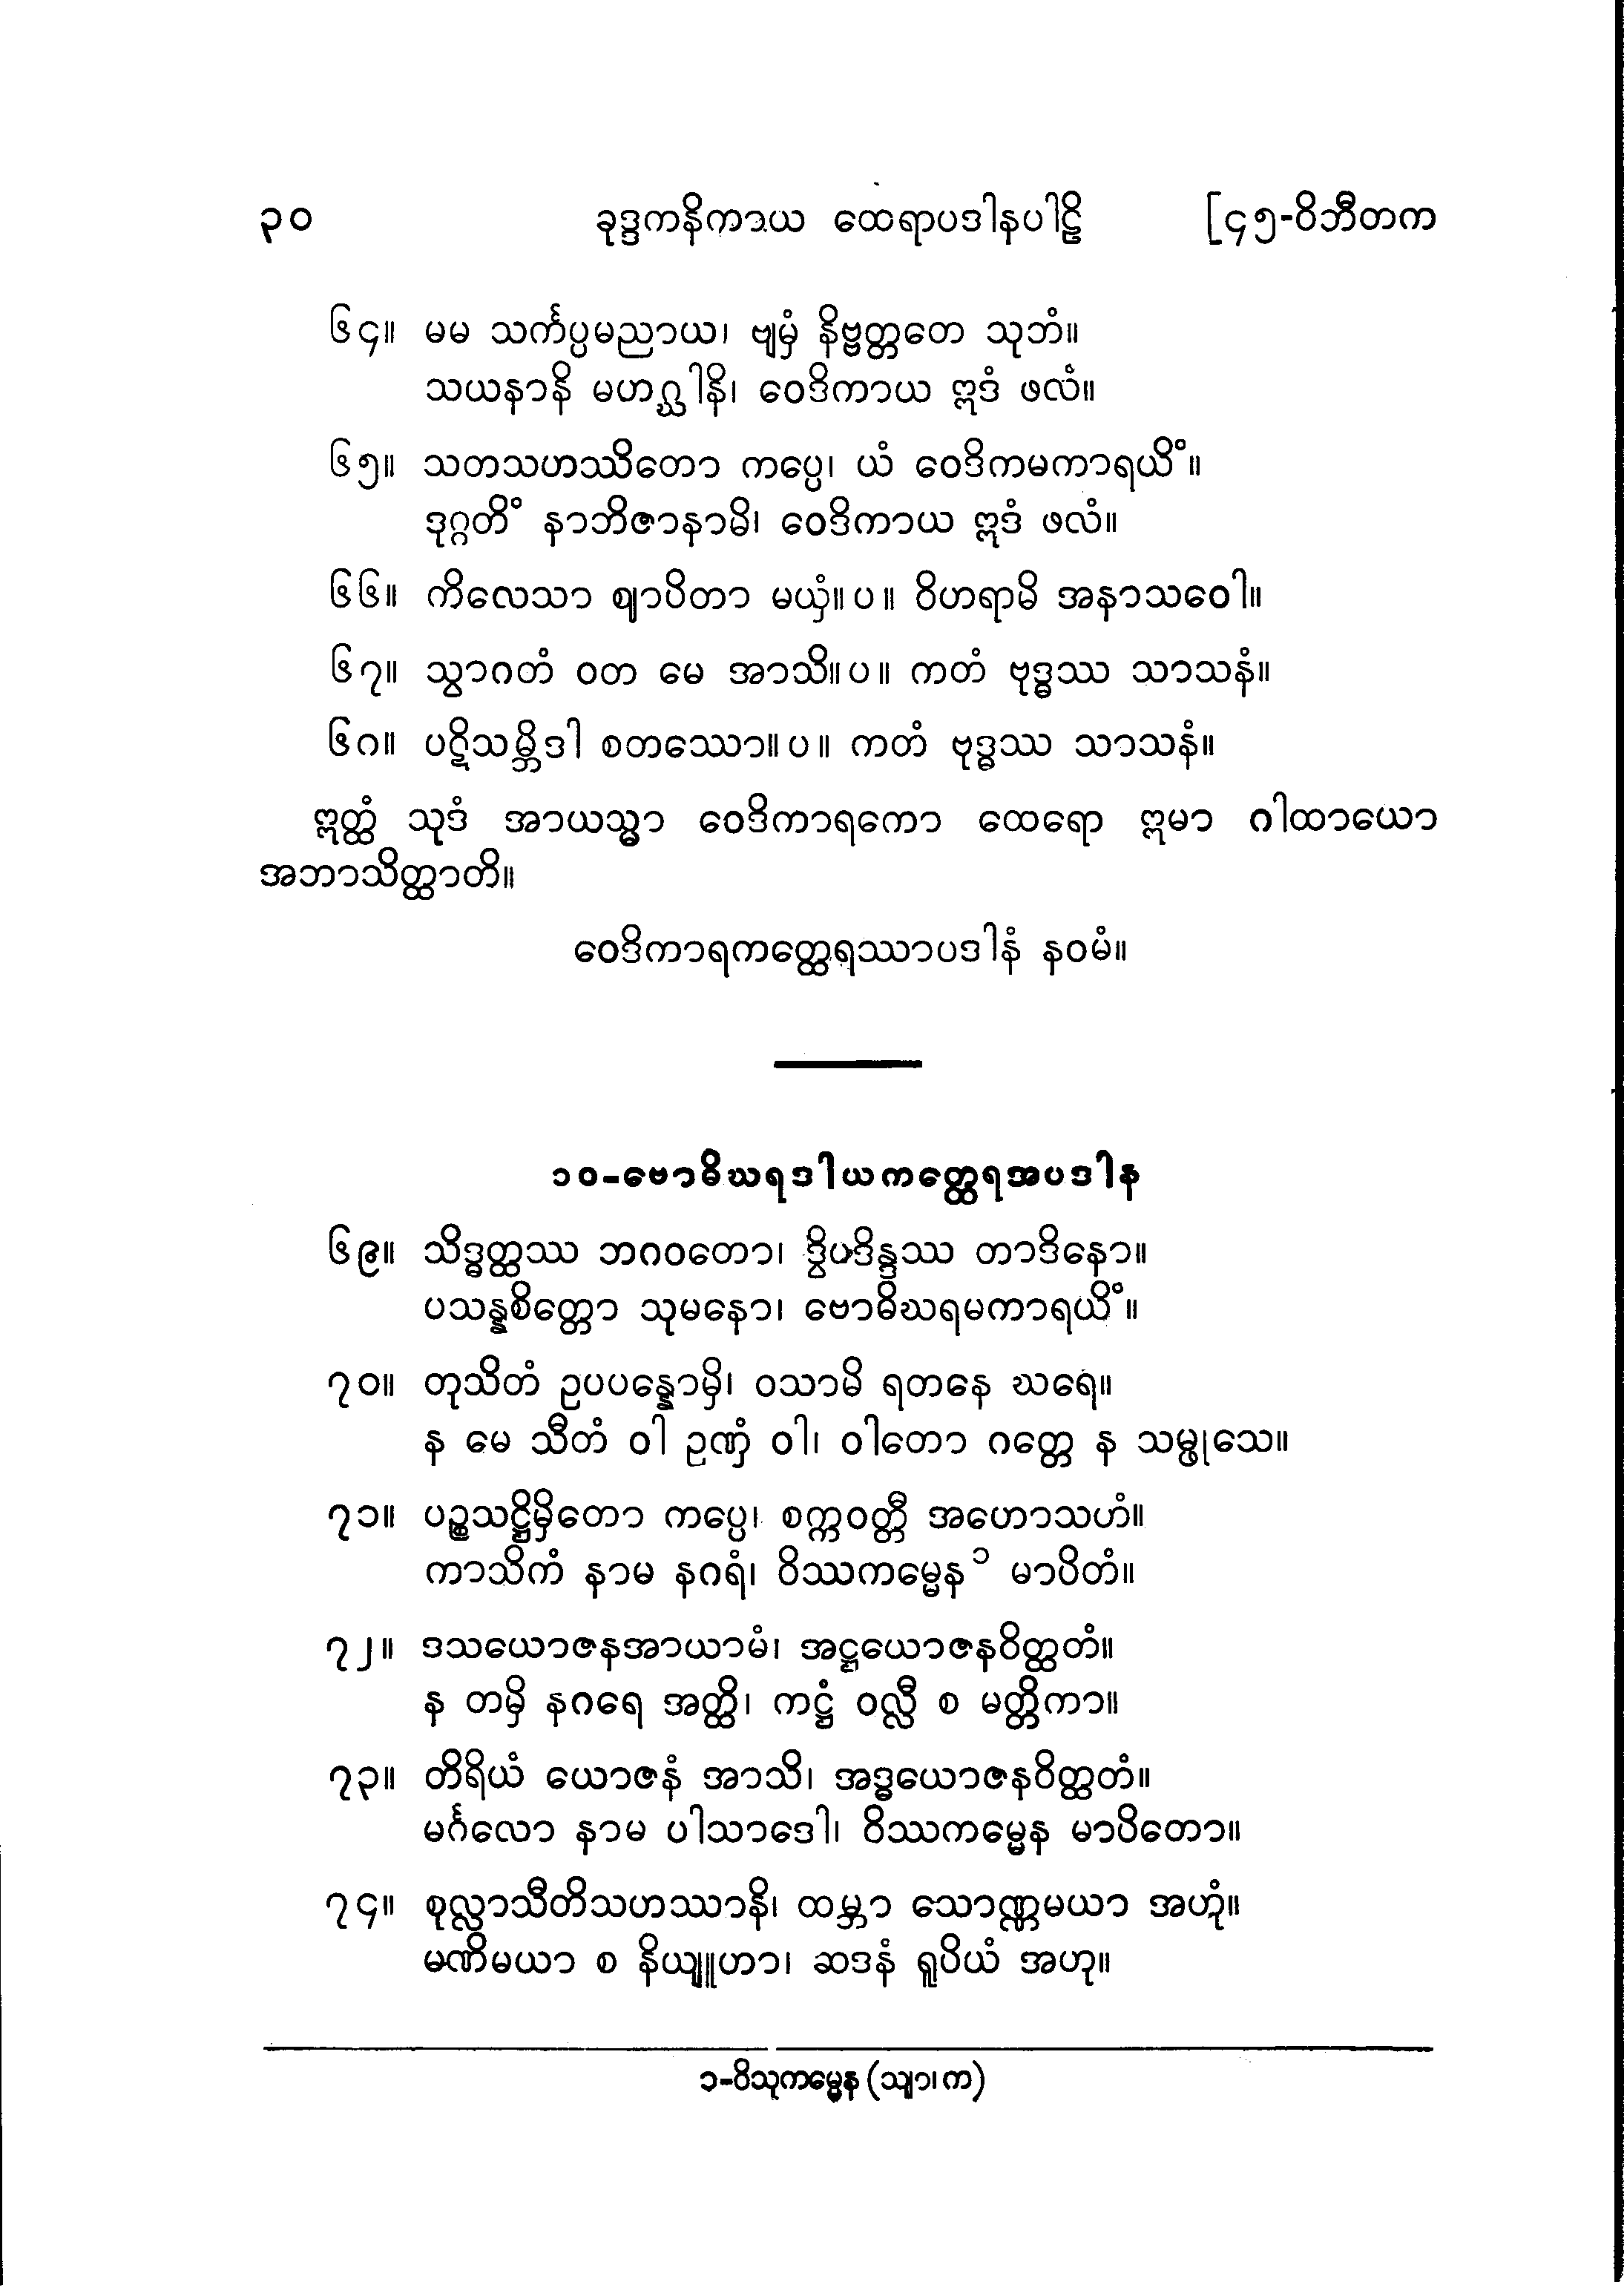 ၃၀ ခုဒ္ဒကနိကာယ ထေရာပဒါနပါဠိ [၄၅-ဝိဘီတက
၆၄။ မမ သင်္ကပ္ပမညာယ၊ ဗျမှံ နိဗ္ဗတ္တတေ သုဘံ။
သယနာနိ မဟဂ္ဃါနိ၊ ဝေဒိကာယ ဣဒံ ဖလံ။
၆၅။ သတသဟဿိတော ကပ္ပေ၊ ယံ ဝေဒိကမကာရယိံ။
ဒုဂ္ဂတိံ နာဘိဇာနာမိ၊ ဝေဒိကာယ ဣဒံ ဖလံ။
၆၆။ ကိလေသာ ဈာပိတာ မယှံ။ပ။ ဝိဟရာမိ အနာသဝေါ။
၆၇။ သွာဂတံ ဝတ မေ အာသိ။ပ။ ကတံ ဗုဒ္ဓဿ သာသနံ။
၆၈။ ပဋိသမ္ဘိဒါ စတဿော။ပ။ ကတံ ဗုဒ္ဓဿ သာသနံ။
ဣတ္ထံ သုဒံ အာယသ္မာ ဝေဒိကာရကော ထေရော ဣမာ ဂါထာယော
အဘာသိတ္ထာတိ။
ဝေဒိကာရကတ္ထေရဿာပဒါနံ နဝမံ။
၁၀-ဗောဓိဃရဒါယကတ္ထေရအပဒါန
၆၉။ သိဒ္ဓတ္ထဿ ဘဂဝတော၊ ဒွိပဒိန္ဒဿ တာဒိနော။
ပသန္နစိတ္တော သုမနော၊ ဗောဓိဃရမကာရယိံ။
၇၀။ တုသိတံ ဥပပန္နောမှိ၊ ဝသာမိ ရတနေ ဃရေ။
န မေ သီတံ ဝါ ဥဏှံ ဝါ၊ ဝါတော ဂတ္တေ န သမ္ဖုသေ။
၇၁။ ပဉ္စသဋ္ဌိမှိတော ကပ္ပေ၊ စက္ကဝတ္တီ အဟောသဟံ။
ကာသိကံ နာမ နဂရံ၊ ဝိဿကမ္မေန ၁ မာပိတံ။
၇၂။ ဒသယောဇနအာယာမံ၊ အဋ္ဌယောဇနဝိတ္ထတံ။
န တမှိ နဂရေ အတ္ထိ၊ ကဋ္ဌံ ဝလ္လီ စ မတ္တိကာ။
၇၃။ တိရိယံ ယောဇနံ အာသိ၊ အဒ္ဓယောဇနဝိတ္ထတံ။
မင်္ဂလော နာမ ပါသာဒေါ၊ ဝိဿကမ္မေန မာပိတော။
၇၄။ စုလ္လာသီတိသဟဿာနိ၊ ထမ္ဘာ သောဏ္ဏမယာ အဟုံ။
မဏိမယာ စ နိယျူဟာ၊ ဆဒနံ ရူပိယံ အဟု။
၁-ဝိသုကမ္မေန (သျာ၊ က)